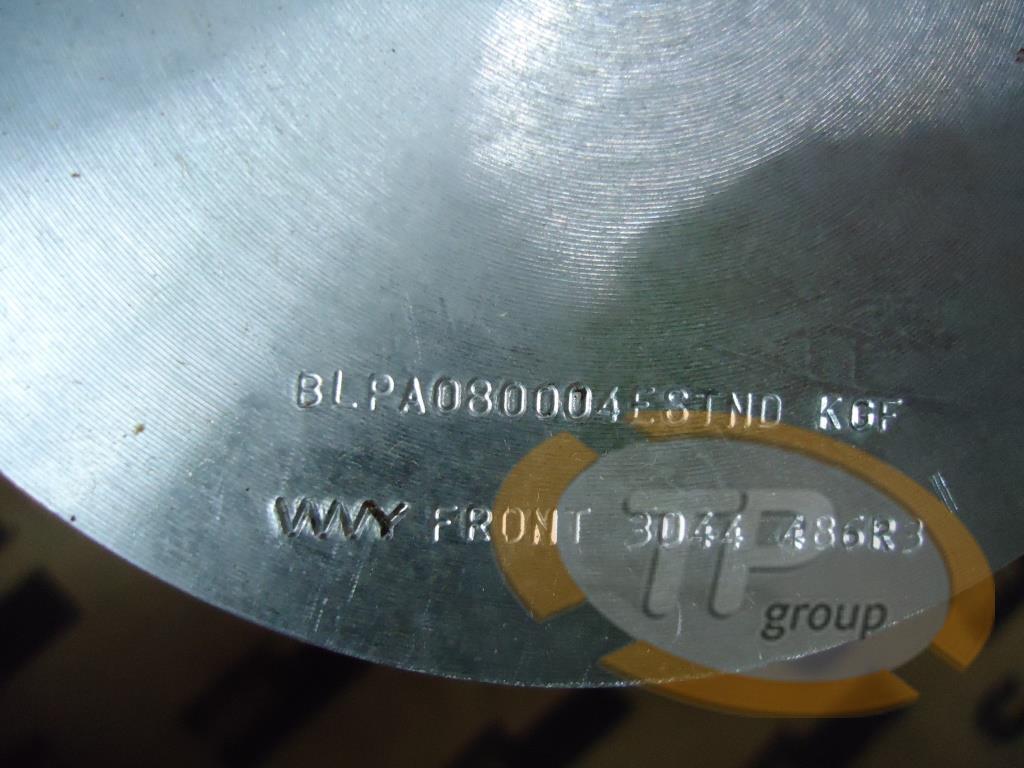 BLPA080004ESTND KGF
FRONT 3044 486R3
TP
group